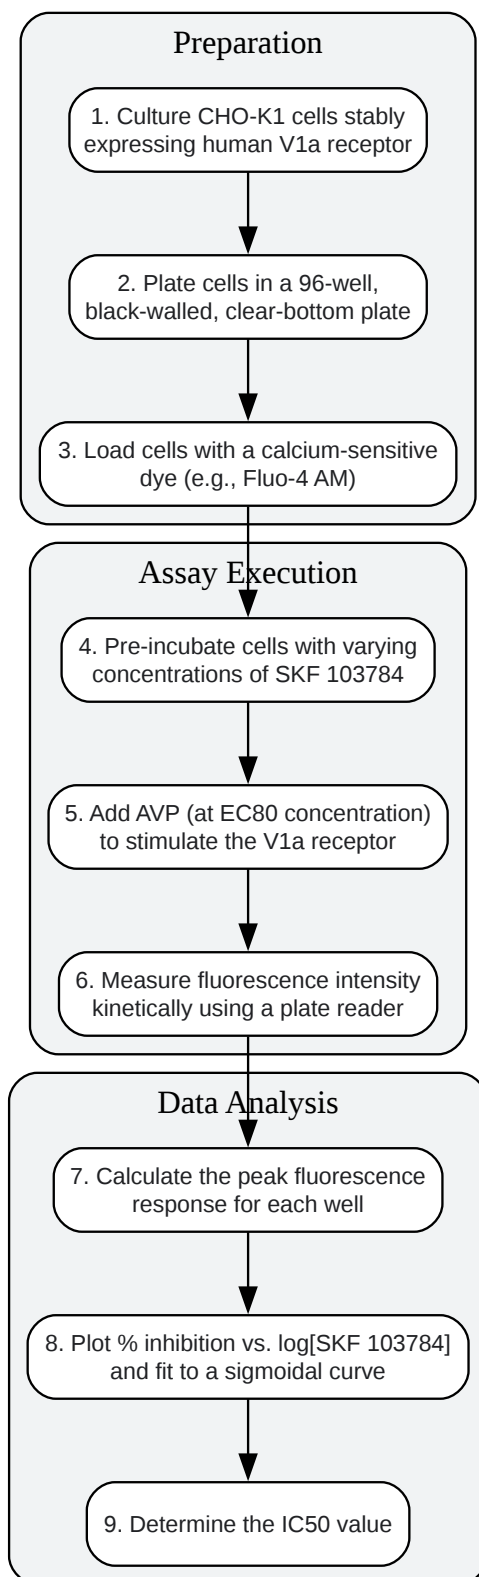 Preparation
1. Culture CHO-K1 cells stably
expressing human V1a receptor
2. Plate cells in a 96-well,
black-walled, clear-bottom plate
3. Load cells with a calcium-sensitive
dye (e.g., Fluo-4 AM)
Assay Execution
4. Pre-incubate cells with varying
concentrations of SKF 103784
5. Add AVP (at EC80 concentration)
to stimulate the V1a receptor
6. Measure fluorescence intensity
kinetically using a plate reader
Data Analysis
7. Calculate the peak fluorescence
response for each well
8. Plot % inhibition vs. log[SKF 103784]
and fit to a sigmoidal curve
9. Determine the IC50 value